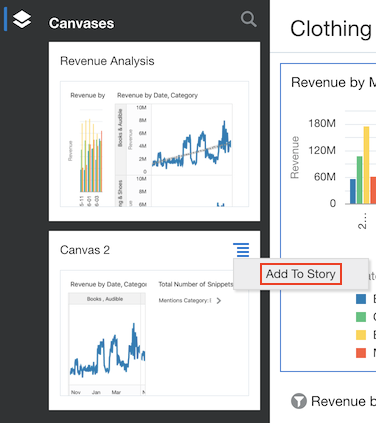 Canvases
Clothing
Revenue Analysis
Revenue by
Revenue by Date, Category
Revenue
5-11
6-01
6-03
Books & Audible
ng & Shoes
Revenue
10M
8M
6M
4M
2M
0M
10M
8M
6M
Revenue by M
Revenue
180M
120M
60M
0M
2...
Canvas 2
Add To Story
Revenue by Date, Categor
Total Number of Snippets
Books , Audible
Mentions Category:
Nov
Jan
Mar
Revenue b